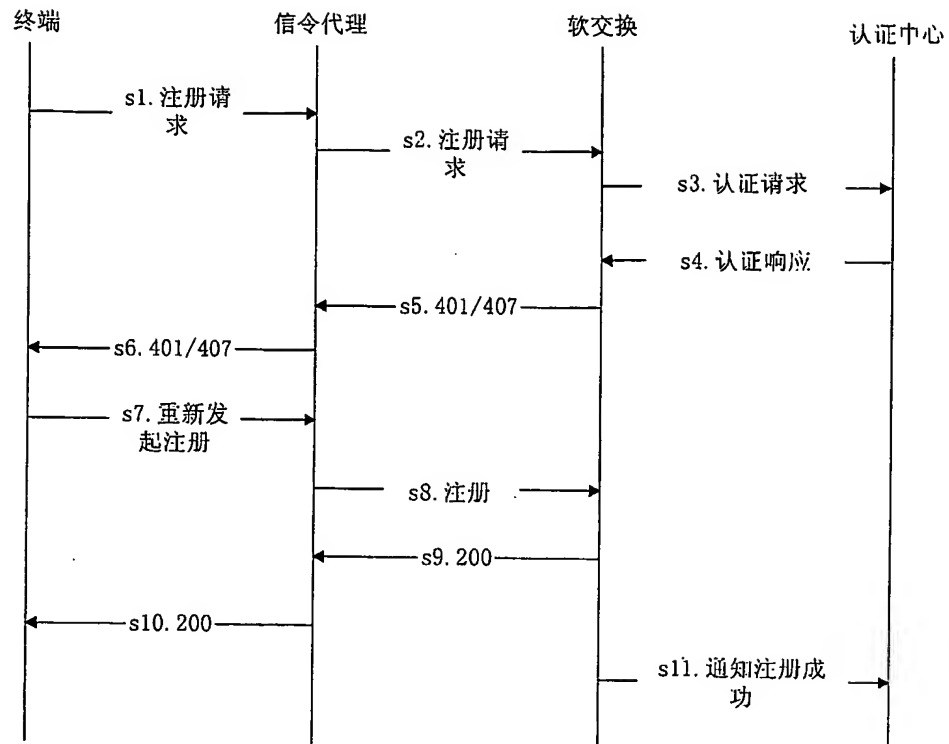 终端
信令代理
软交换
认证中心
s1.注册请
求
s2.注册请
求
s3.认证请求
s4.认证响应
s5.401/407
s6.401/407
s7.重新发
起注册
s8.注册
s9.200
s10.200
s11.通知注册成
功